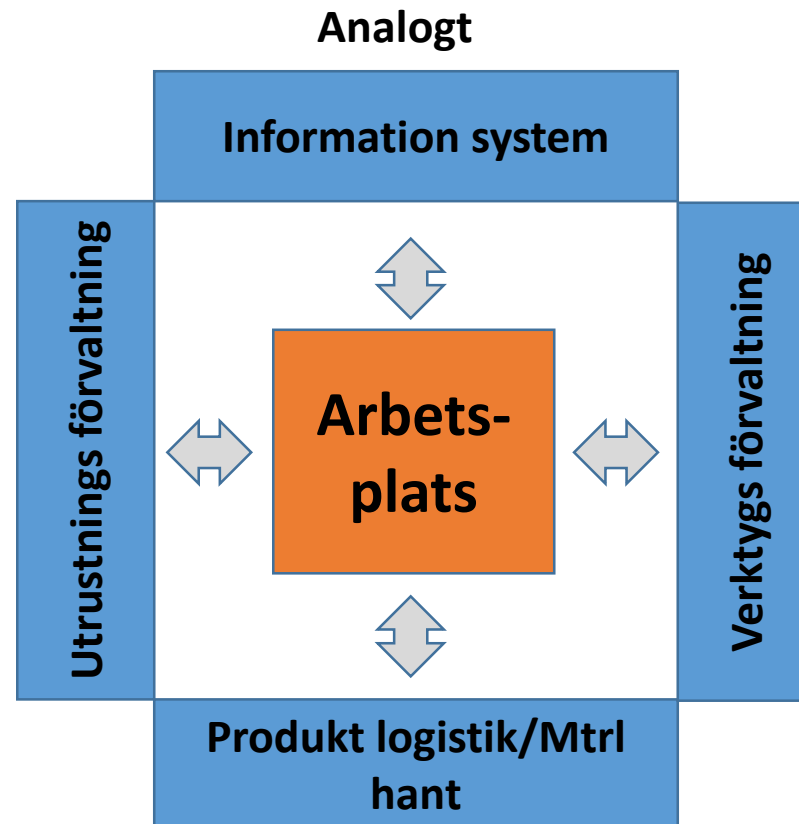 Analogt
Information system
Utrustnings förvaltning
Arbets-
plats
Verktygs förvaltning
Produkt logistik/Mtrl
hant